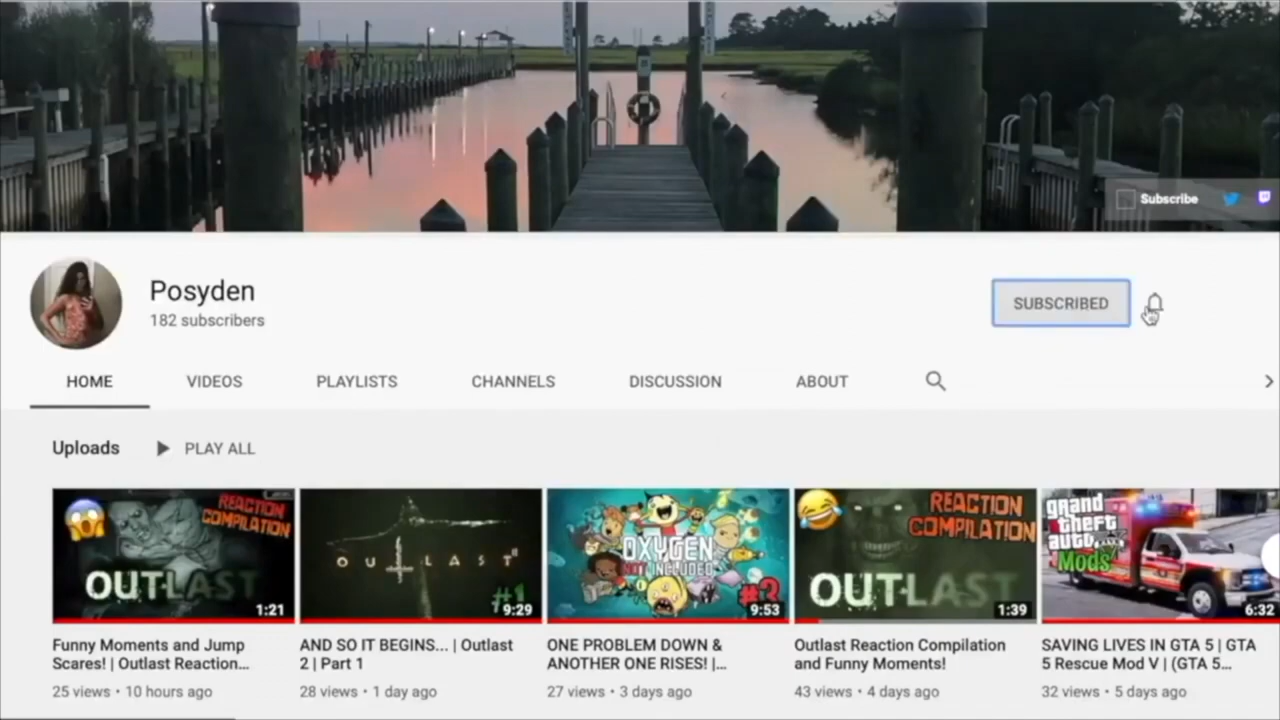 Subscribe
Posyden
182 subscribers
SUBSCRIBED
HOME
VIDEOS
PLAYLISTS
CHANNELS
DISCUSSION
ABOUT
Uploads
PLAY ALL
REACTION
COMPILATION
OUTLAST
1:21
OUTLAST II
#1
9:29
OXYGEN
NOT INCLUDED
#3
9:53
REACTION
COMPILATION
OUTLAST
1:39
grand
theft
auto
Mods
6:32
Funny Moments and Jump
Scares! | Outlast Reaction...
25 views • 10 hours ago
AND SO IT BEGINS... | Outlast
2 | Part 1
28 views • 1 day ago
ONE PROBLEM DOWN &
ANOTHER ONE RISES! |...
27 views • 3 days ago
Outlast Reaction Compilation
and Funny Moments!
43 views • 4 days ago
SAVING LIVES IN GTA 5 | GTA
5 Rescue Mod V | (GTA 5...
32 views • 5 days ago